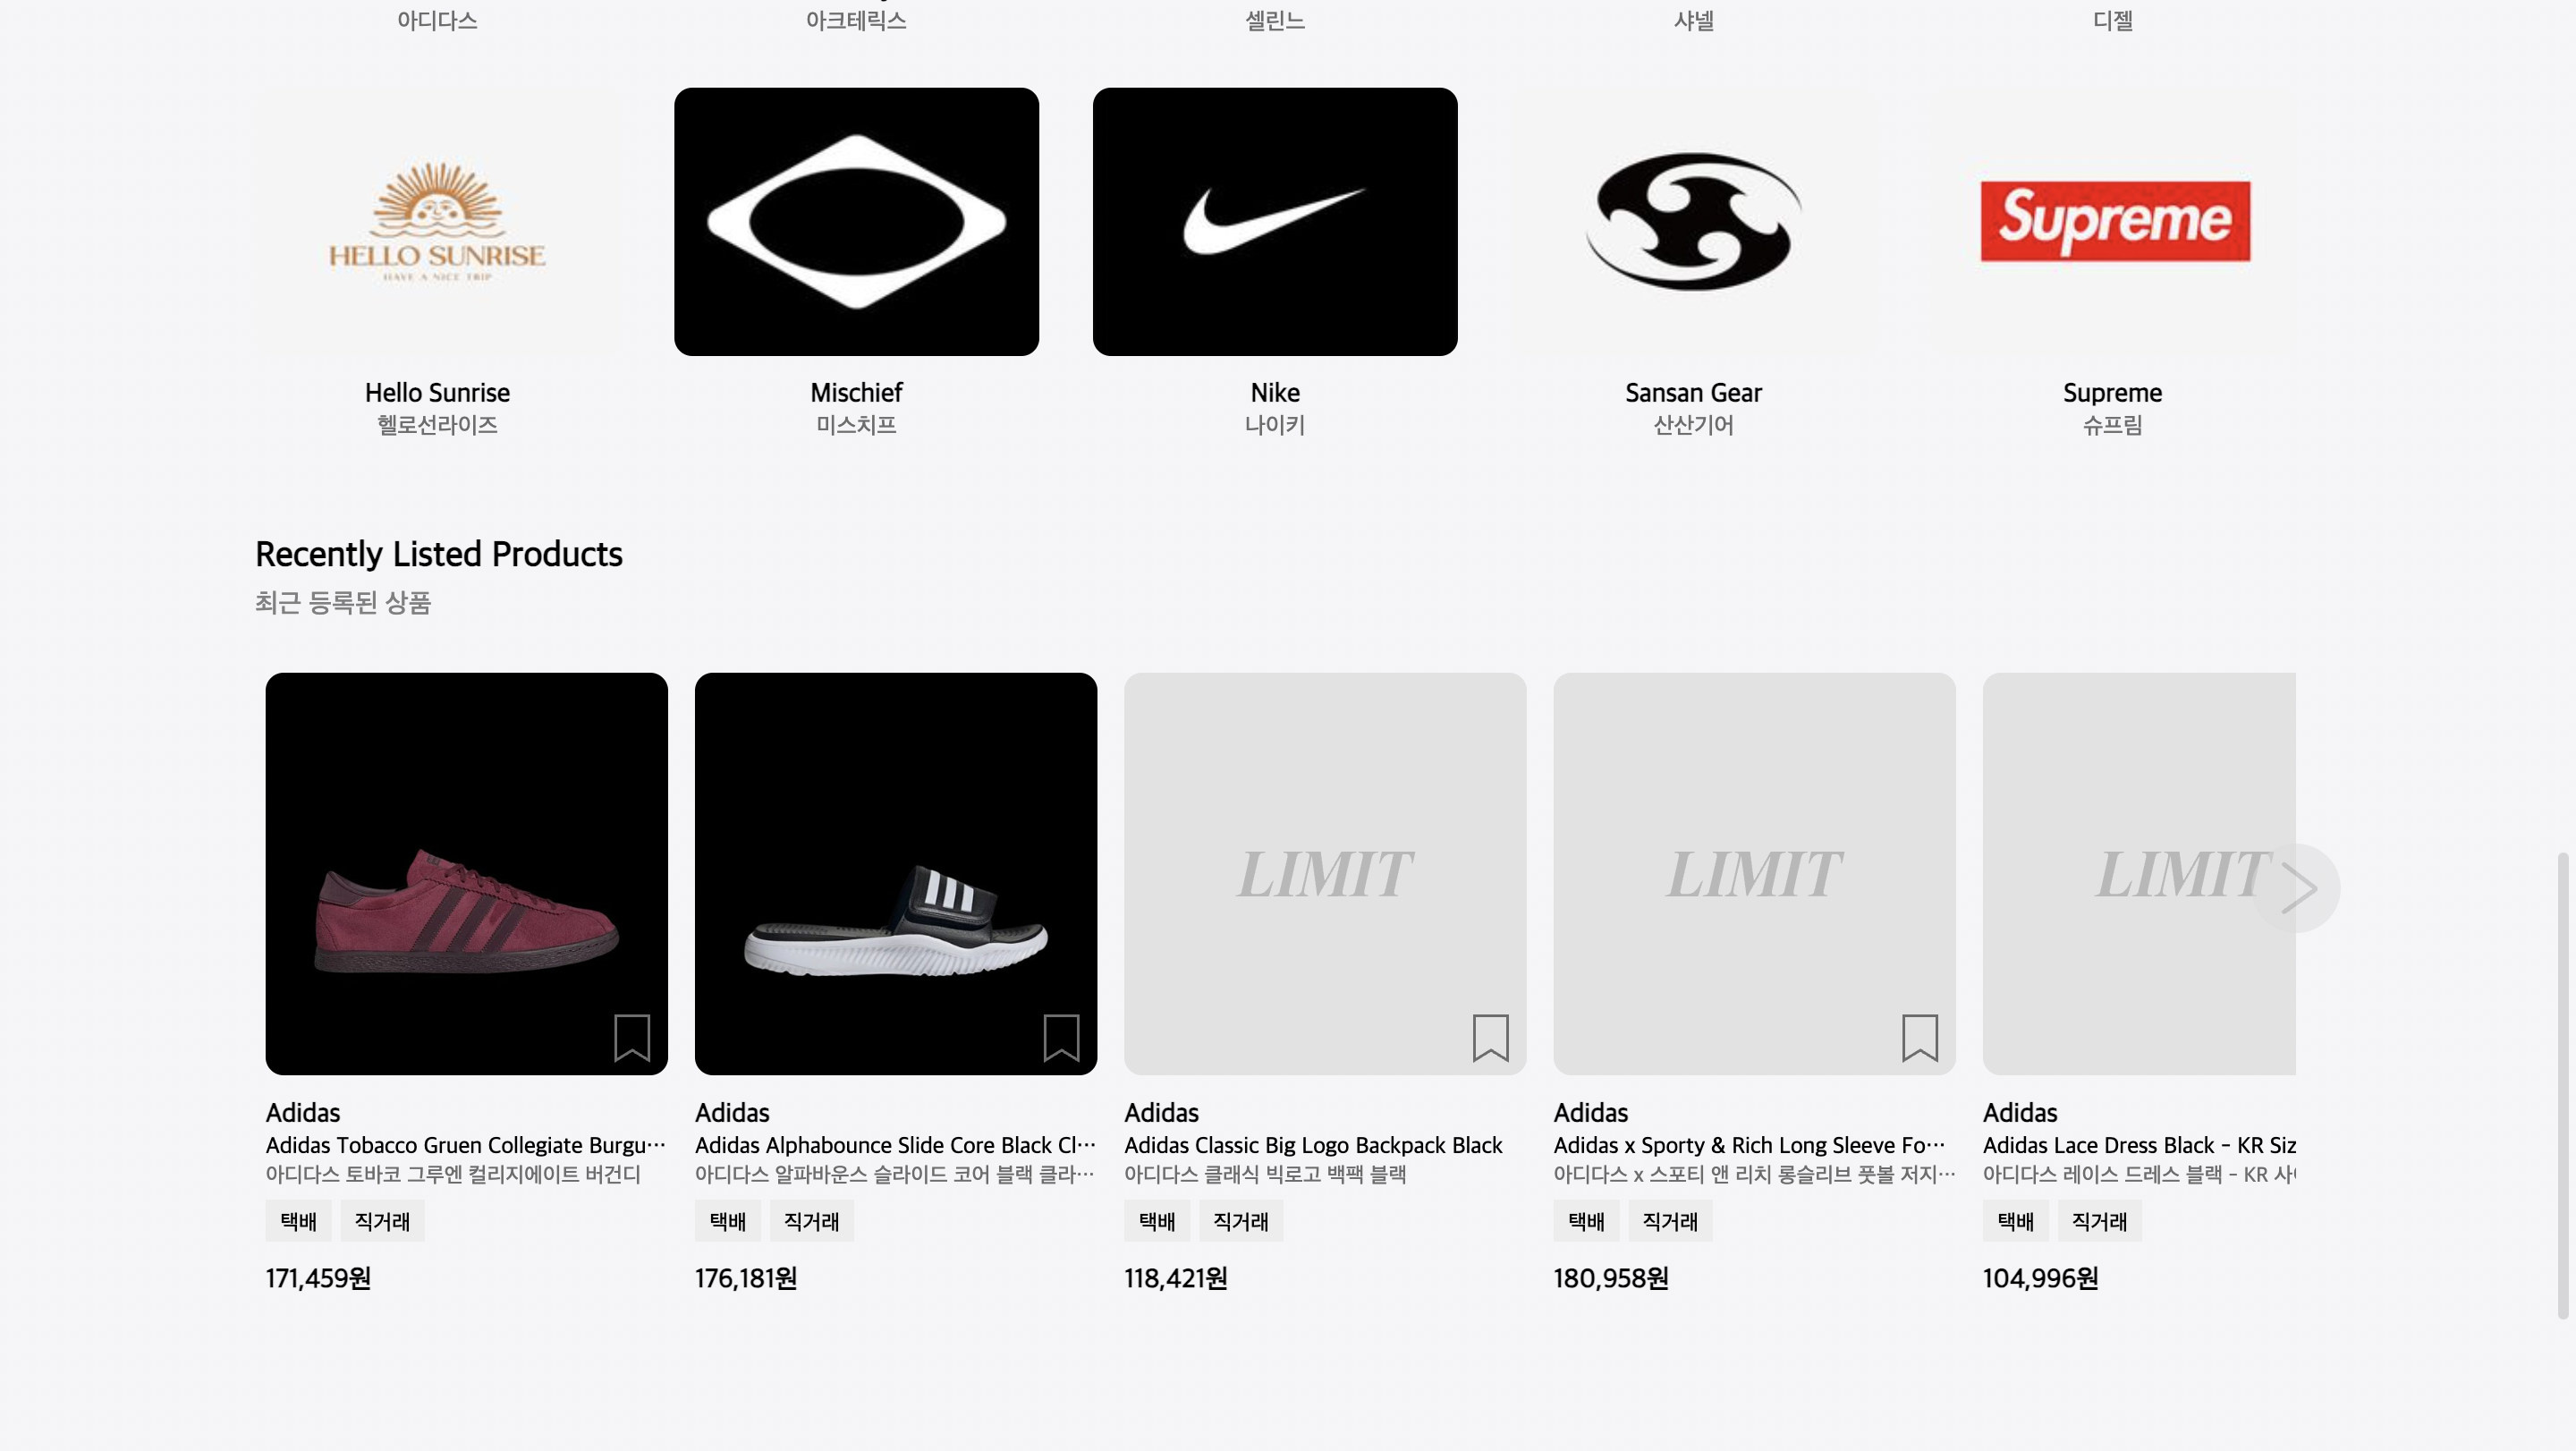 아디다스
아크테릭스
셀린느
샤넬
디젤
HELLO SUNRISE
HAVE A NICE TRIP
Supreme
Hello Sunrise
헬로선라이즈
Mischief
미스치프
Nike
나이키
Sansan Gear
산산기어
Supreme
슈프림
Recently Listed Products
최근 등록된 상품
LIMIT
LIMIT
LIMIT
Adidas
Adidas Tobacco Gruen Collegiate Burgu···
아디다스 토바코 그루엔 컬리지에이트 버건디
택배 직거래
171,459원
Adidas
Adidas Alphabounce Slide Core Black Cl···
아디다스 알파바운스 슬라이드 코어 블랙 클라···
택배 직거래
176,181원
Adidas
Adidas Classic Big Logo Backpack Black
아디다스 클래식 빅로고 백팩 블랙
택배 직거래
118,421원
Adidas
Adidas x Sporty & Rich Long Sleeve Fo···
아디다스 x 스포티 앤 리치 롱슬리브 풋볼 저지···
택배 직거래
180,958원
Adidas
Adidas Lace Dress Black - KR Siz
아디다스 레이스 드레스 블랙 - KR
택배 직거래
104,996원